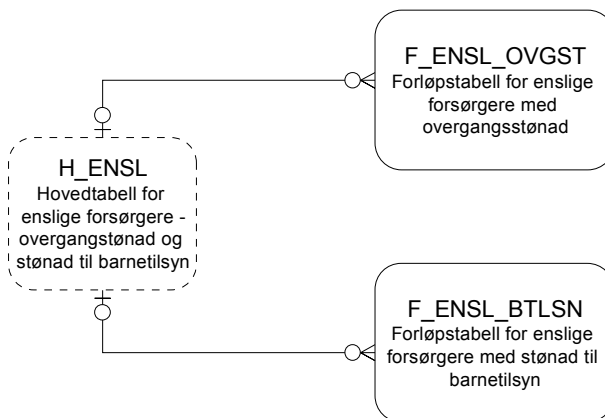 F_ENSL_OVGST
Forløpstabell for enslige
forsørgere med
overgangsstønad
H_ENSL
Hovedtabell for
enslige forsørgere -
overgangstønad og
stønad til barnetilsyn
F_ENSL_BTLSN
Forløpstabell for enslige
forsørgere med stønad til
barnetilsyn